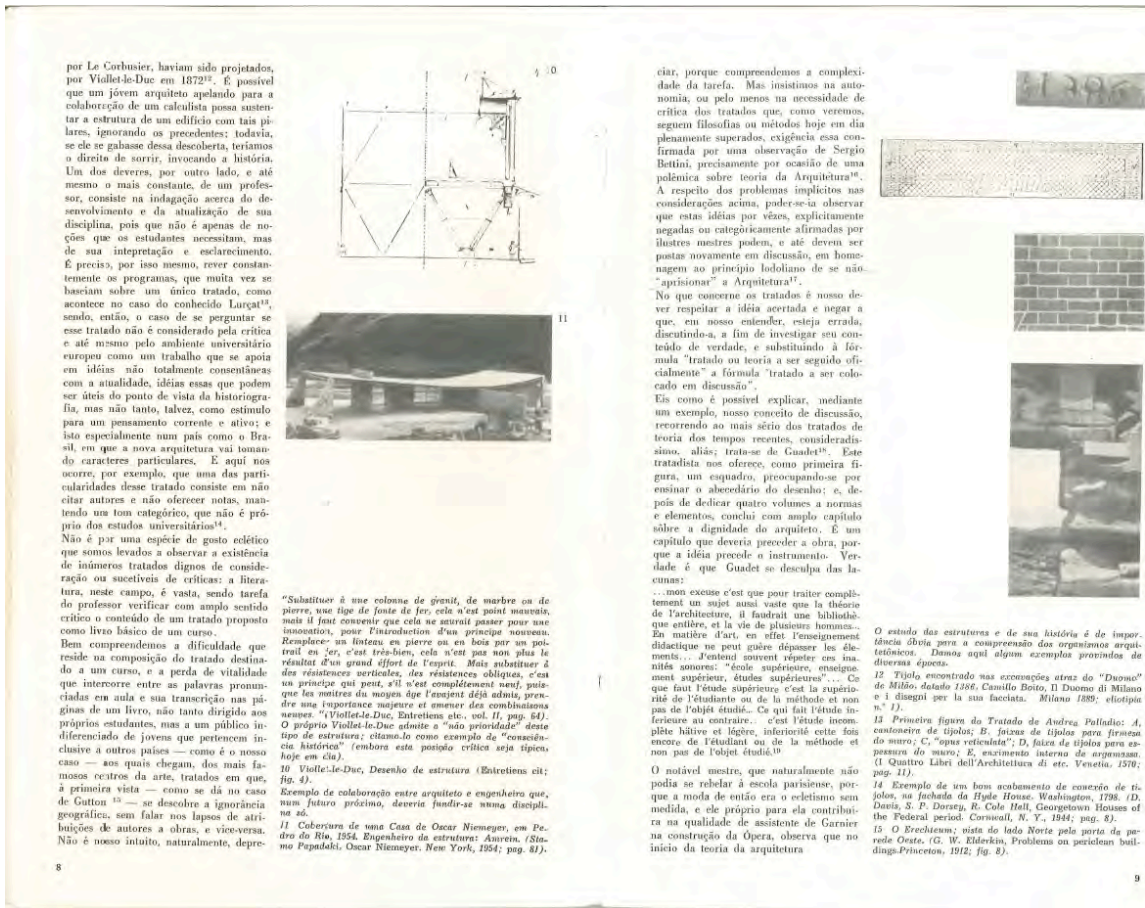 por Le Corbusier, haviam sido projetados,
por Viollet-le-Duc em 1872¹². É possível
que um jóvem arquiteto apelando para a
colaboração de um calculista possa susten-
tar a estrutura de um edifício com tais pi-
lares, ignorando os precedentes; todavia,
se ele se gabasse dessa descoberta, teríamos
o direito de sorrir, invocando a história.
Um dos deveres, por outro lado, e até
mesmo o mais constante, de um profes-
sor, consiste na indagação acerca do de-
senvolvimento e da atualização de sua
disciplina, pois que não é apenas de no-
ções que os estudantes necessitam, mas
de sua intepretação e esclarecimento.
É preciso, por isso mesmo, rever constan-
temente os programas, que muita vez se
baseiam sobre um único tratado, como
acontece no caso do conhecido Lurçat¹³,
sendo, então, o caso de se perguntar se
esse tratado não é considerado pela crítica
e até mesmo pelo ambiente universitário
europeu como um trabalho que se apoia
em idéias não totalmente consentâneas
com a atualidade, idéias essas que podem
ser úteis do ponto de vista da historiogra-
fia, mas não tanto, talvez, como estímulo
para um pensamento corrente e ativo; e
isto especialmente num país como o Bra-
sil, em que a nova arquitetura vai toman-
do caracteres particulares. E aquí nos
ocorre, por exemplo, que uma das parti-
cularidades desse tratado consiste em não
citar autores e não oferecer notas, man-
tendo um tom categórico, que não é pró-
prio dos estudos universitários¹⁴.
Não é por uma espécie de gosto eclético
que somos levados a observar a existência
de inúmeros tratados dignos de conside-
ração ou sucetíveis de críticas: a litera-
tura, neste campo, é vasta, sendo tarefa
do professor verificar com amplo sentido
crítico o conteúdo de um tratado proposto
como livro básico de um curso.
Bem compreendemos a dificuldade que
reside na composição do tratado destina-
do a um curso, e a perda de vitalidade
que intercorre entre as palavras pronun-
ciadas em aula e sua transcrição nas pá-
ginas de um livro, não tanto dirigido aos
próprios estudantes, mas a um público in-
diferenciado de jovens que pertencem in-
clusive a outros países — como é o nosso
caso — aos quais chegam, dos mais fa-
mosos centros da arte, tratados em que,
à primeira vista — como se dá no caso
de Gutton ¹⁵ — se descobre a ignorância
geográfica, sem falar nos lapsos de atri-
buições de autores a obras, e vice-versa.
Não é nosso intuito, naturalmente, depre-
8
10
11
"Substituer à une colonne de granit, de marbre ou de
pierre, une tige de fonte de fer, cela n'est point mauvais,
mais il faut convenir que cela ne saurait passer pour une
innovation, pour l'introduction d'un principe nouveau.
Remplacer un linteau en pierre ou en bois par un poi-
trail en fer, c'est très-bien, cela n'est pas non plus le
résultat d'un grand éffort de l'esprit. Mais substituer à
des résistences verticales, des résistences obliques, c'est
un principe qui peut, s'il n'est complètement neuf, puis-
que les maitres du moyen âge l'avajent déjà admis, pren-
dre une importance majeure et amener des combinaisons
neuves. "(Viollet-le-Duc, Entretiens etc., vol. II, pag. 64).
O próprio Viollet-le-Duc admite a "não prioridade" deste
tipo de estrutura; citamo-lo como exemplo de "consciên-
cia histórica" (embora esta posição crítica seja típica,
hoje em dia).
10 Viollet-le-Duc, Desenho de estrutura (Entretiens cit;
fig. 4).
Exemplo de colaboração entre arquiteto e engenheiro que,
num futuro próximo, deveria fundir-se numa discipli-
na só.
11 Cobertura de uma Casa de Oscar Niemeyer, em Pe-
dro do Rio, 1954. Engenheiro da estrutura: Amrein. (Sta-
mo Papadaki. Oscar Niemeyer. New York, 1954; pag. 81).
ciar, porque compreendemos a complexi-
dade da tarefa. Mas insistimos na auto-
nomia, ou pelo menos na necessidade de
crítica dos tratados que, como veremos,
seguem filosofias ou métodos hoje em dia
plenamente superados, exigência essa con-
firmada por uma observação de Sergio
Bettini, precisamente por ocasião de uma
polêmica sobre teoria da Arquitétura¹⁶.
A respeito dos problemas implícitos nas
considerações acima, poder-se-ia observar
que estas idéias por vêzes, explicitamente
negadas ou categòricamente afirmadas por
ilustres mestres podem, e até devem ser
postas novamente em discussão, em home-
nagem ao princípio lodoliano de se não
"aprisionar" a Arquitetura¹⁷.
No que concerne os tratados é nosso de-
ver respeitar a idéia acertada e negar a
que, em nosso entender, esteja errada,
discutindo-a, a fim de investigar seu con-
teúdo de verdade, e substituindo à fór-
mula "tratado ou teoria a ser seguido ofi-
cialmente" a fórmula "tratado a ser colo-
cado em discussão".
Eis como é possível explicar, mediante
um exemplo, nosso conceito de discussão,
recorrendo ao mais sério dos tratados de
teoria dos tempos recentes, consideradís-
simo, aliás; trata-se de Guadet¹⁸. Este
tratadista nos oferece, como primeira fi-
gura, um esquadro, preocupando-se por
ensinar o abecedário do desenho; e, de-
pois de dedicar quatro volumes a normas
e elementos, conclui com amplo capítulo
sôbre a dignidade do arquiteto. É um
capítulo que deveria preceder a obra, por-
que a idéia precede o instrumento. Ver-
dade é que Guadet se desculpa das la-
cunas:
...mon excuse c'est que pour traiter complè-
tement un sujet aussi vaste que la théorie
de l'architecture, il faudrait une bibliothè-
que entière, et la vie de plusieurs hommes...
En matière d'art, en effet l'enseignement
didactique ne peut guère dépasser les éle-
ments... J'entend souvent répeter ces ina-
nités sonores: "école supérieure, enseigne-
ment supérieur, études supérieures"... Ce
que faut l'étude supérieure c'est la supério-
rité de l'étudiante ou de la méthode et non
pas de l'objet étudié... Ce qui fait l'étude in-
ferieure au contraire.. c'est l'étude incom-
plète hâtive et légère, inferiorité cette fois
encore de l'étudiant ou de la méthode et
non pas de l'objet étudié.¹⁹
O notável mestre, que naturalmente não
podia se rebelar à escola parisiense, por-
que a moda de então era o ecletismo sem
medida, e ele próprio para ela contribui-
ra na qualidade de assistente de Garnier
na construção da Ópera, observa que no
início da teoria da arquitetura
O estudo das estruturas e de sua história é de impor-
tância óbvia para a compreensão dos organismos arqui-
tetônicos. Damos aqui algum exemplos provindos de
diversas épocas.
12 Tijolo encontrado nas excavações atraz do "Duomo"
de Milão, datado 1386. Camillo Boito, Il Duomo di Milano
e i disegni per la sua facciata. Milano 1889; eliotipia
n.° 1).
13 Primeira figura do Tratado de Andrea Palladio: A,
cantoneira de tijolos; B. faixas de tijolos para firmesa
do muro; C, "opus reticulata"; D, faixa de tijolos para es-
pessura do muro; E, enximento interno de argamassa.
(I Quattro Libri dell'Architettura di etc. Venetia, 1570;
pag. 11).
14 Exemplo de um bom acabamento de conexão de ti-
jolos, na fachada da Hyde House. Washington, 1798. (D.
Davis, S. P. Dorsey, R. Cole Hall, Georgetown Houses of
the Federal period. Cornwall, N. Y., 1944; pag. 8).
15 O Erechteum; vista do lado Norte pela porta da pa-
rede Oeste. (G. W. Elderkin, Problems on periclean buil-
dings.Princeton, 1912; fig. 8).
9